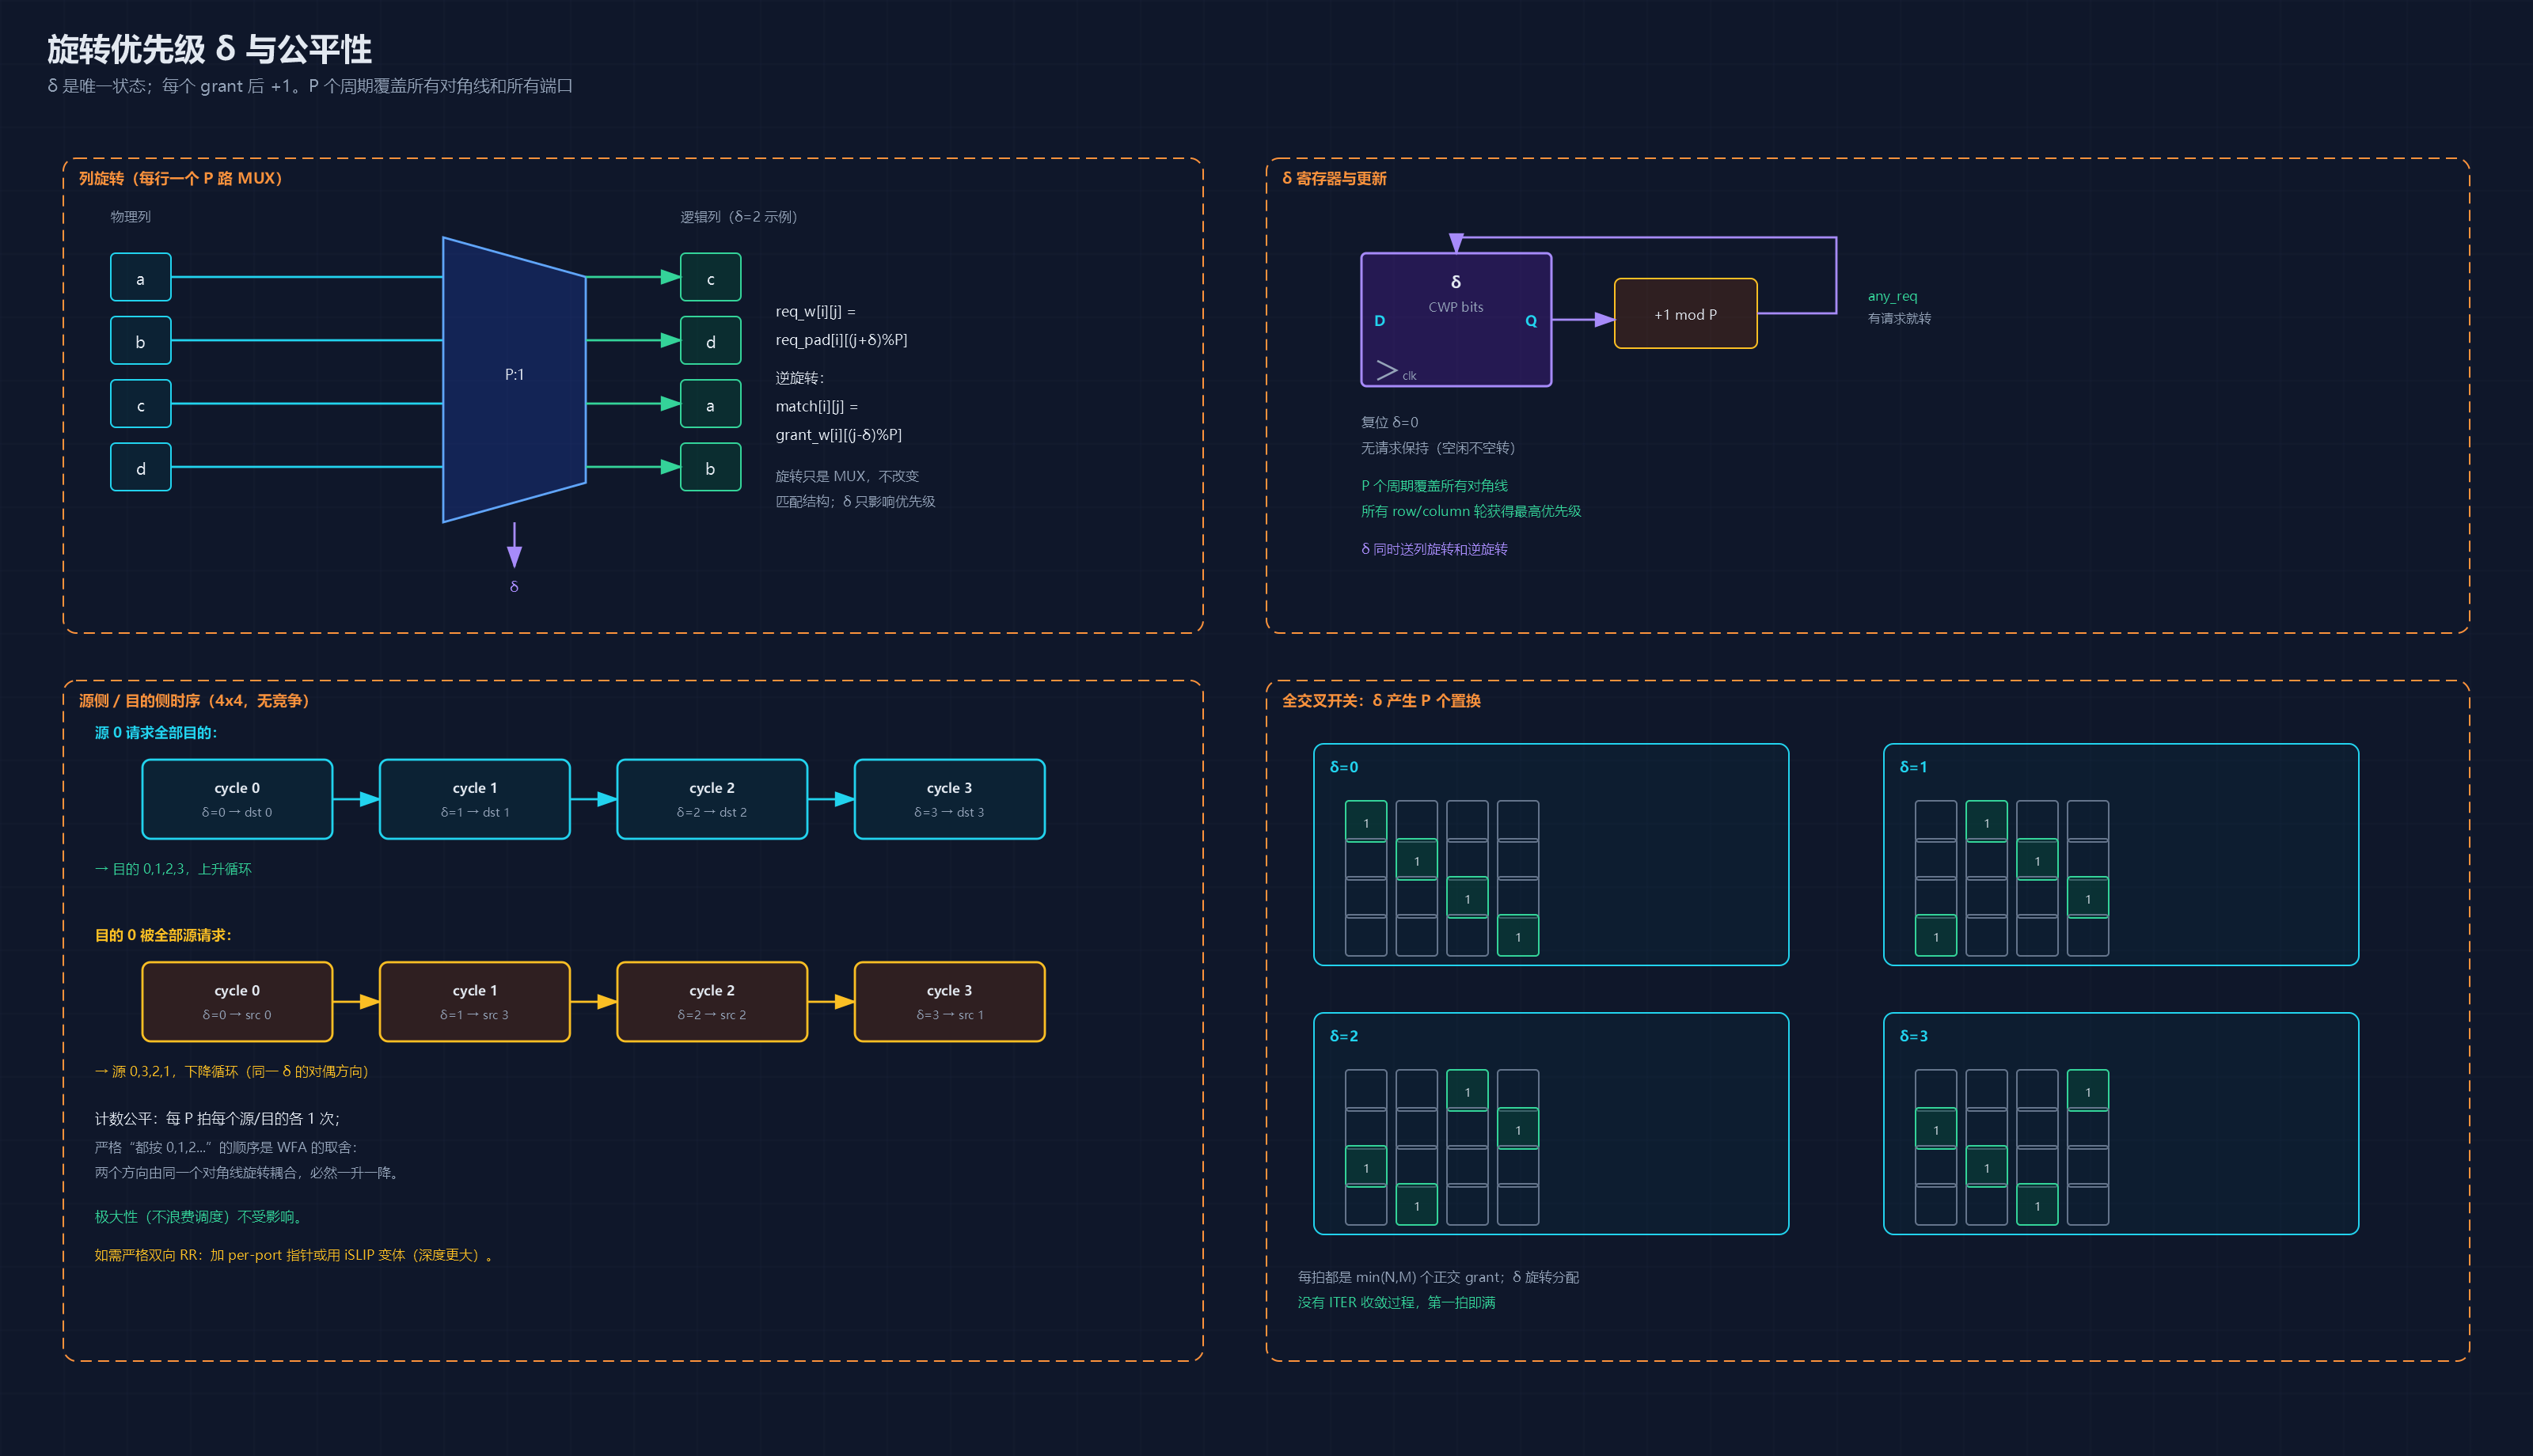 旋转优先级 δ 与公平性
δ 是唯一状态；每个 grant 后 +1。P 个周期覆盖所有对角线和所有端口
列旋转（每行一个 P 路 MUX）
物理列
逻辑列（δ=2 示例）
a
b
c
d
P:1
δ
c
d
a
b
req_w[i][j] =
req_pad[i][(j+δ)%P]
逆旋转：
match[i][j] =
grant_w[i][(j-δ)%P]
旋转只是 MUX，不改变
匹配结构；δ 只影响优先级
δ 寄存器与更新
δ
CWP bits
D
Q
clk
+1 mod P
any_req
有请求就转
复位 δ=0
无请求保持（空闲不空转）
P 个周期覆盖所有对角线
所有 row/column 轮获得最高优先级
δ 同时送列旋转和逆旋转
源侧 / 目的侧时序（4x4，无竞争）
源 0 请求全部目的：
cycle 0
δ=0 → dst 0
cycle 1
δ=1 → dst 1
cycle 2
δ=2 → dst 2
cycle 3
δ=3 → dst 3
→ 目的 0,1,2,3，上升循环
目的 0 被全部源请求：
cycle 0
δ=0 → src 0
cycle 1
δ=1 → src 3
cycle 2
δ=2 → src 2
cycle 3
δ=3 → src 1
→ 源 0,3,2,1，下降循环（同一 δ 的对偶方向）
计数公平：每 P 拍每个源/目的各 1 次；
严格“都按 0,1,2...”的顺序是 WFA 的取舍：
两个方向由同一个对角线旋转耦合，必然一升一降。
极大性（不浪费调度）不受影响。
如需严格双向 RR：加 per-port 指针或用 iSLIP 变体（深度更大）。
全交叉开关：δ 产生 P 个置换
δ=0
1
1
1
1
δ=1
1
1
1
1
δ=2
1
1
1
1
δ=3
1
1
1
1
每拍都是 min(N,M) 个正交 grant；δ 旋转分配
没有 ITER 收敛过程，第一拍即满